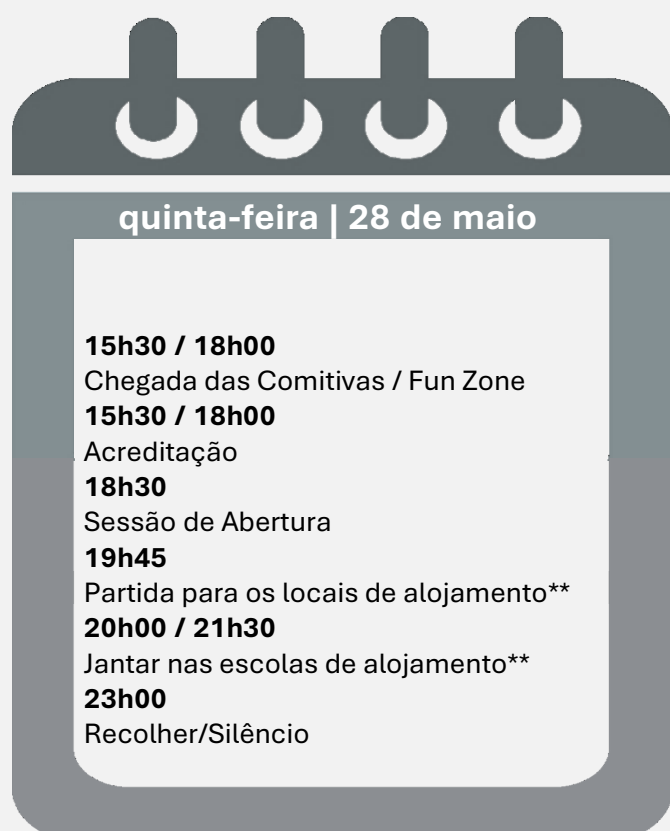 quinta-feira | 28 de maio
15h30 / 18h00
Chegada das Comitivas / Fun Zone
15h30 / 18h00
Acreditação
18h30
Sessão de Abertura
19h45
Partida para os locais de alojamento**
20h00 / 21h30
Jantar nas escolas de alojamento**
23h00
Recolher/Silêncio